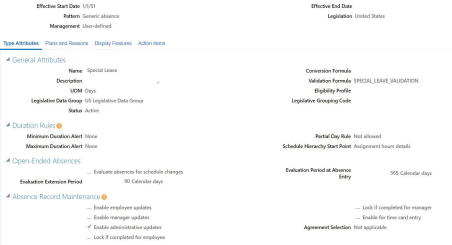 Effective Start Date 1/1/51 Effective End Date
Pattern Generic absence Legislation United States
Management User-defined
Type Attributes Plans and Reasons Display Features Action Items
General Attributes
Name Special Leave Conversion Formula
Description Validation Formula SPECIAL_LEAVE_VALIDATION
UOM Days Eligibility Profile
Legislative Data Group US Legislative Data Group Legislative Grouping Code
Status Active
Duration Rules
Minimum Duration Alert None Partial Day Rule Not allowed
Maximum Duration Alert None Schedule Hierarchy Start Point Assignment hours details
Open-Ended Absences
Evaluate absences for schedule changes Evaluation Period at Absence Entry 365 Calendar days
Evaluation Extension Period 90 Calendar days
Absence Record Maintenance
Enable employee updates Lock if completed for manager
Enable manager updates Enable for time card entry
Enable administrative updates Agreement Selection Not applicable
Lock if completed for employee